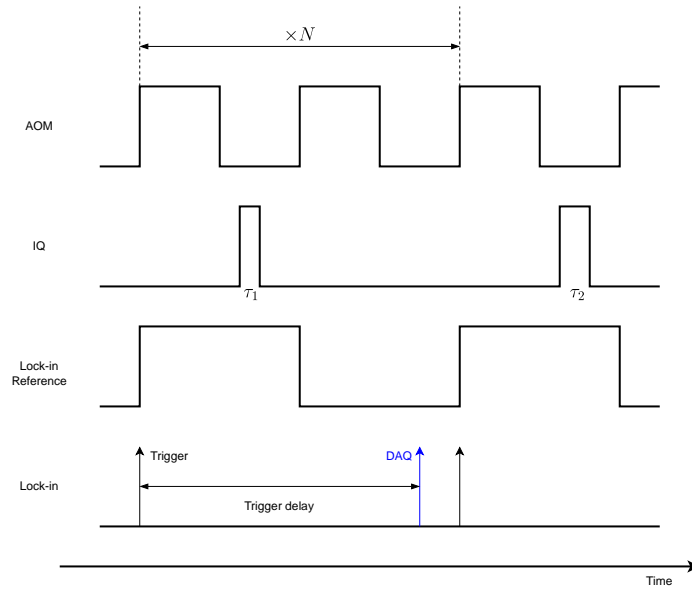 ×N
AOM
IQ
τ₁
τ₂
Lock-in
Reference
Trigger
DAQ
Lock-in
Trigger delay
Time